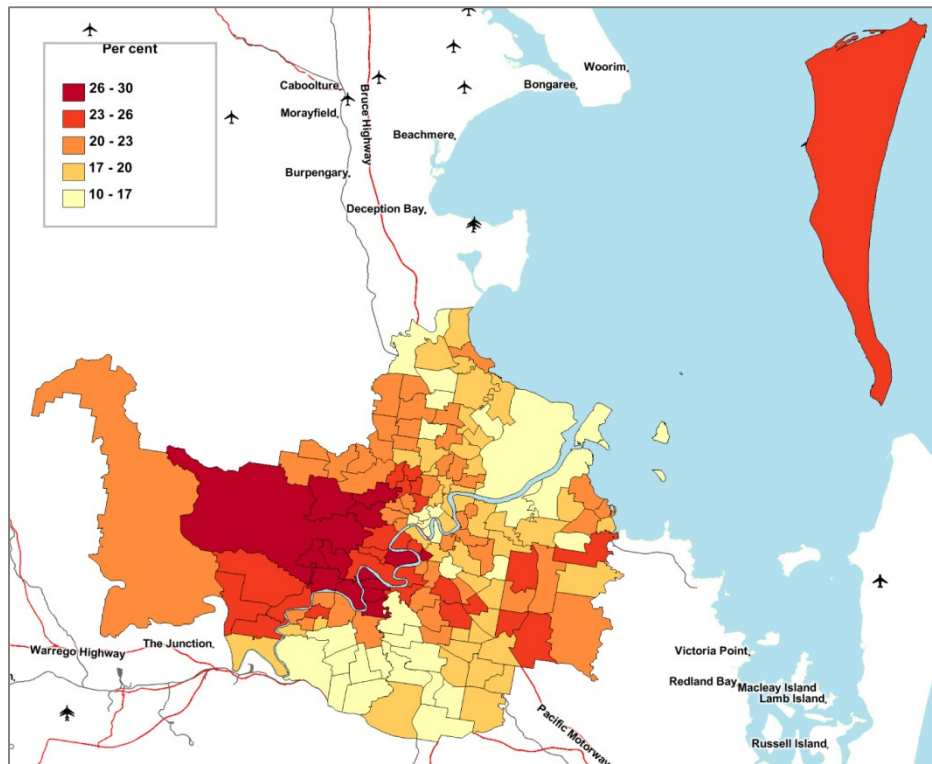 Per cent
26 - 30
23 - 26
20 - 23
17 - 20
10 - 17
Woorim
Bongaree
Caboolture
Morayfield
Bruce Highway
Beachmere
Burpengary
Deception Bay
The Junction
Warrego Highway
Victoria Point
Redland Bay
Macleay Island
Lamb Island
Pacific Motorway
Russell Island